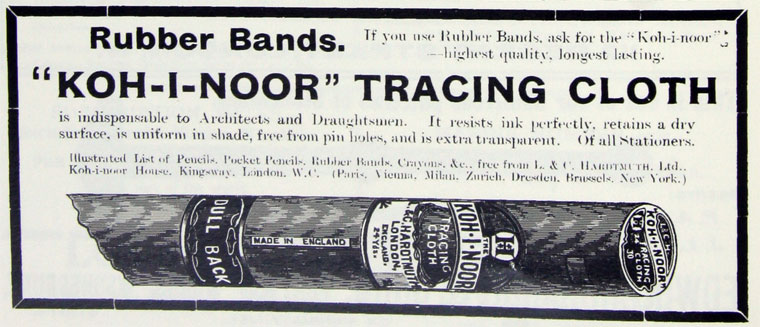 Rubber Bands.
If you use Rubber Bands, ask for the "Koh-i-noor"
—highest quality, longest lasting.
"KOH-I-NOOR" TRACING CLOTH
is indispensable to Architects and Draughtsmen. It resists ink perfectly, retains a dry
surface, is uniform in shade, free from pin holes, and is extra transparent. Of all Stationers.
Illustrated List of Pencils, Pocket Pencils, Rubber Bands, Crayons, &c., free from L. & C. HARDTMUTH, Ltd.,
Koh-i-noor House, Kingsway, London, W.C. (Paris, Vienna, Milan, Zurich, Dresden, Brussels, New York.)
DULL BACK
MADE IN ENGLAND
L.&C. HARDTMUTH
LONDON
ENGLAND.
24 Yds.
TRACING
CLOTH
THE
KOH-I-NOOR
H
L.& C. H
"KOH-I-NOOR"
TRACING
CLOTH